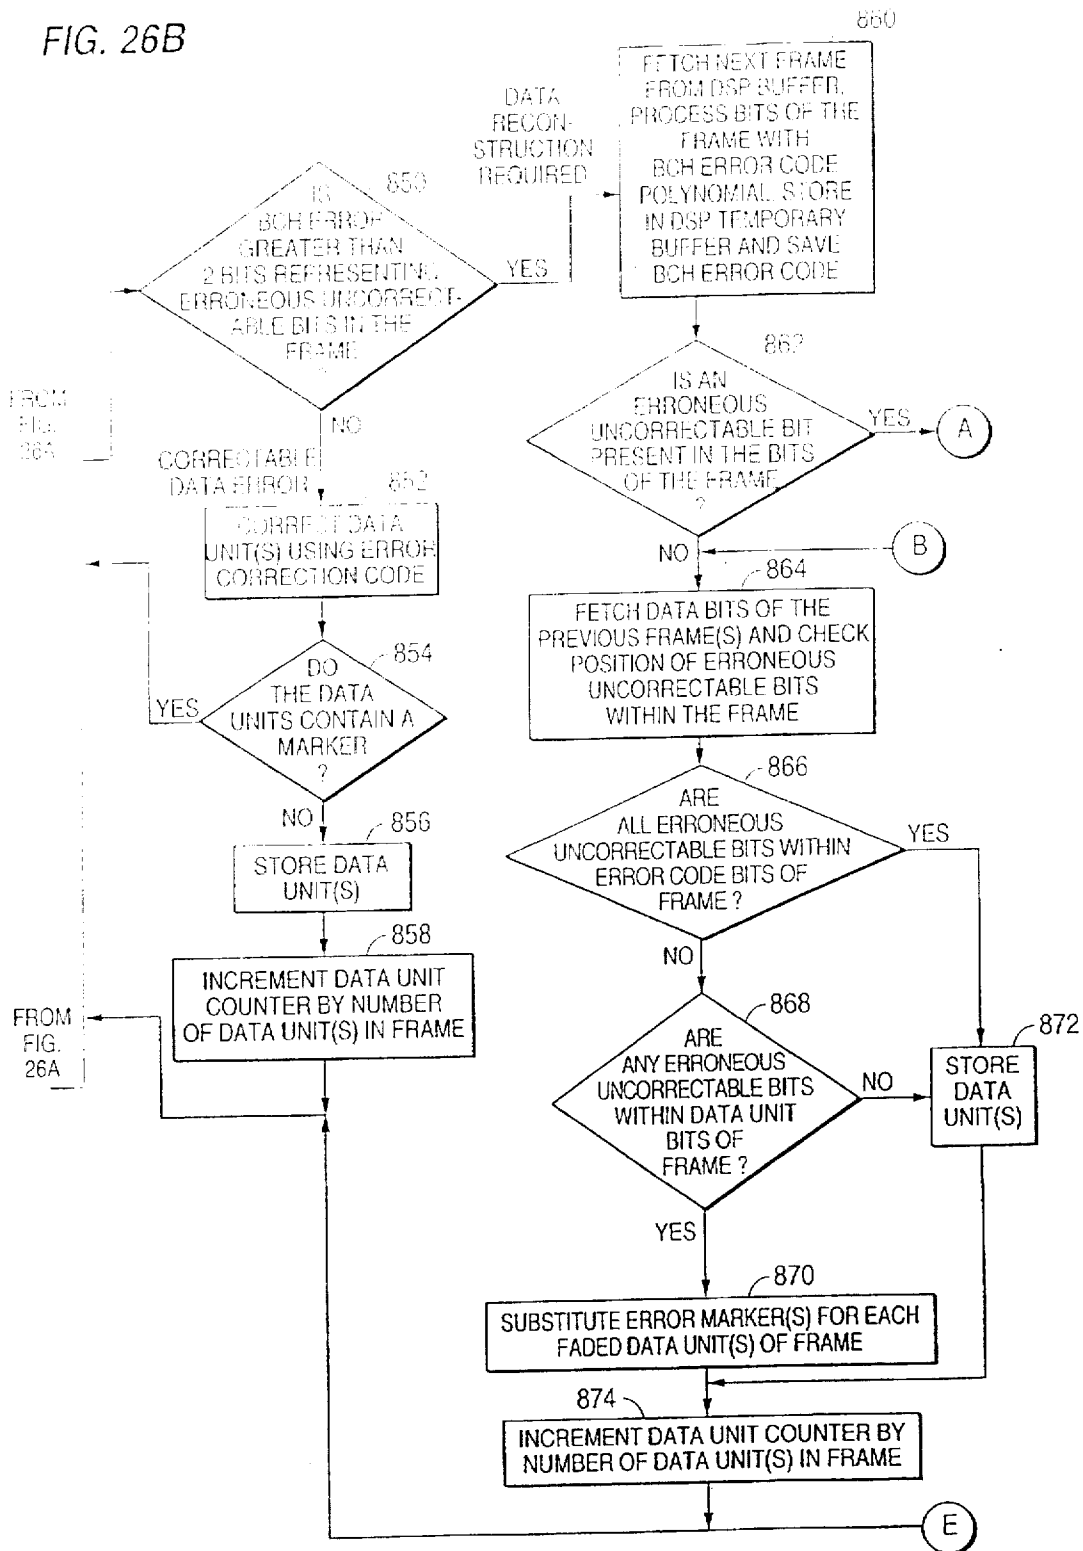 FIG. 26B
860
FETCH NEXT FRAME
FROM DSP BUFFER,
PROCESS BITS OF THE
FRAME WITH
BCH ERROR CODE
POLYNOMIAL, STORE
IN DSP TEMPORARY
BUFFER AND SAVE
BCH ERROR CODE
DATA
RECON-
STRUCTION
REQUIRED
850
IS
BCH ERROR
GREATER THAN
2 BITS REPRESENTING
ERRONEOUS UNCORRECT-
ABLE BITS IN THE
FRAME
?
YES
NO
FROM
FIG.
26A
CORRECTABLE
DATA ERROR
852
CORRECT DATA
UNIT(S) USING ERROR
CORRECTION CODE
854
DO
THE DATA
UNITS CONTAIN A
MARKER
?
YES
NO
856
STORE DATA
UNIT(S)
858
INCREMENT DATA UNIT
COUNTER BY NUMBER
OF DATA UNIT(S) IN FRAME
FROM
FIG.
26A
862
IS AN
ERRONEOUS
UNCORRECTABLE BIT
PRESENT IN THE BITS
OF THE FRAME
?
YES
A
NO
B
864
FETCH DATA BITS OF THE
PREVIOUS FRAME(S) AND CHECK
POSITION OF ERRONEOUS
UNCORRECTABLE BITS
WITHIN THE FRAME
866
ARE
ALL ERRONEOUS
UNCORRECTABLE BITS WITHIN
ERROR CODE BITS OF
FRAME ?
YES
NO
868
ARE
ANY ERRONEOUS
UNCORRECTABLE BITS
WITHIN DATA UNIT
BITS OF
FRAME ?
NO
YES
872
STORE
DATA
UNIT(S)
870
SUBSTITUTE ERROR MARKER(S) FOR EACH
FADED DATA UNIT(S) OF FRAME
874
INCREMENT DATA UNIT COUNTER BY
NUMBER OF DATA UNIT(S) IN FRAME
E